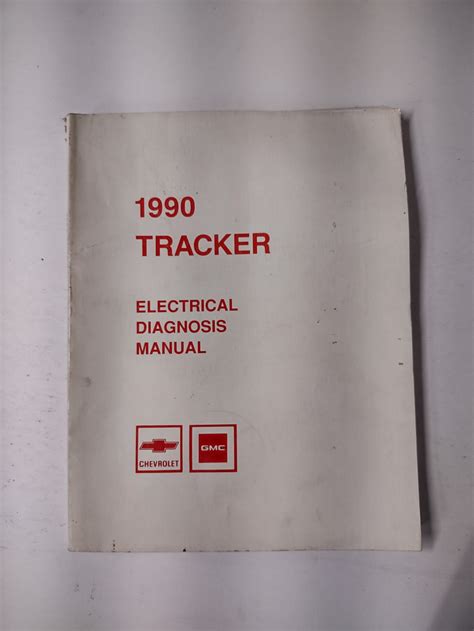 1990
TRACKER
ELECTRICAL
DIAGNOSIS
MANUAL
CHEVROLET
GMC